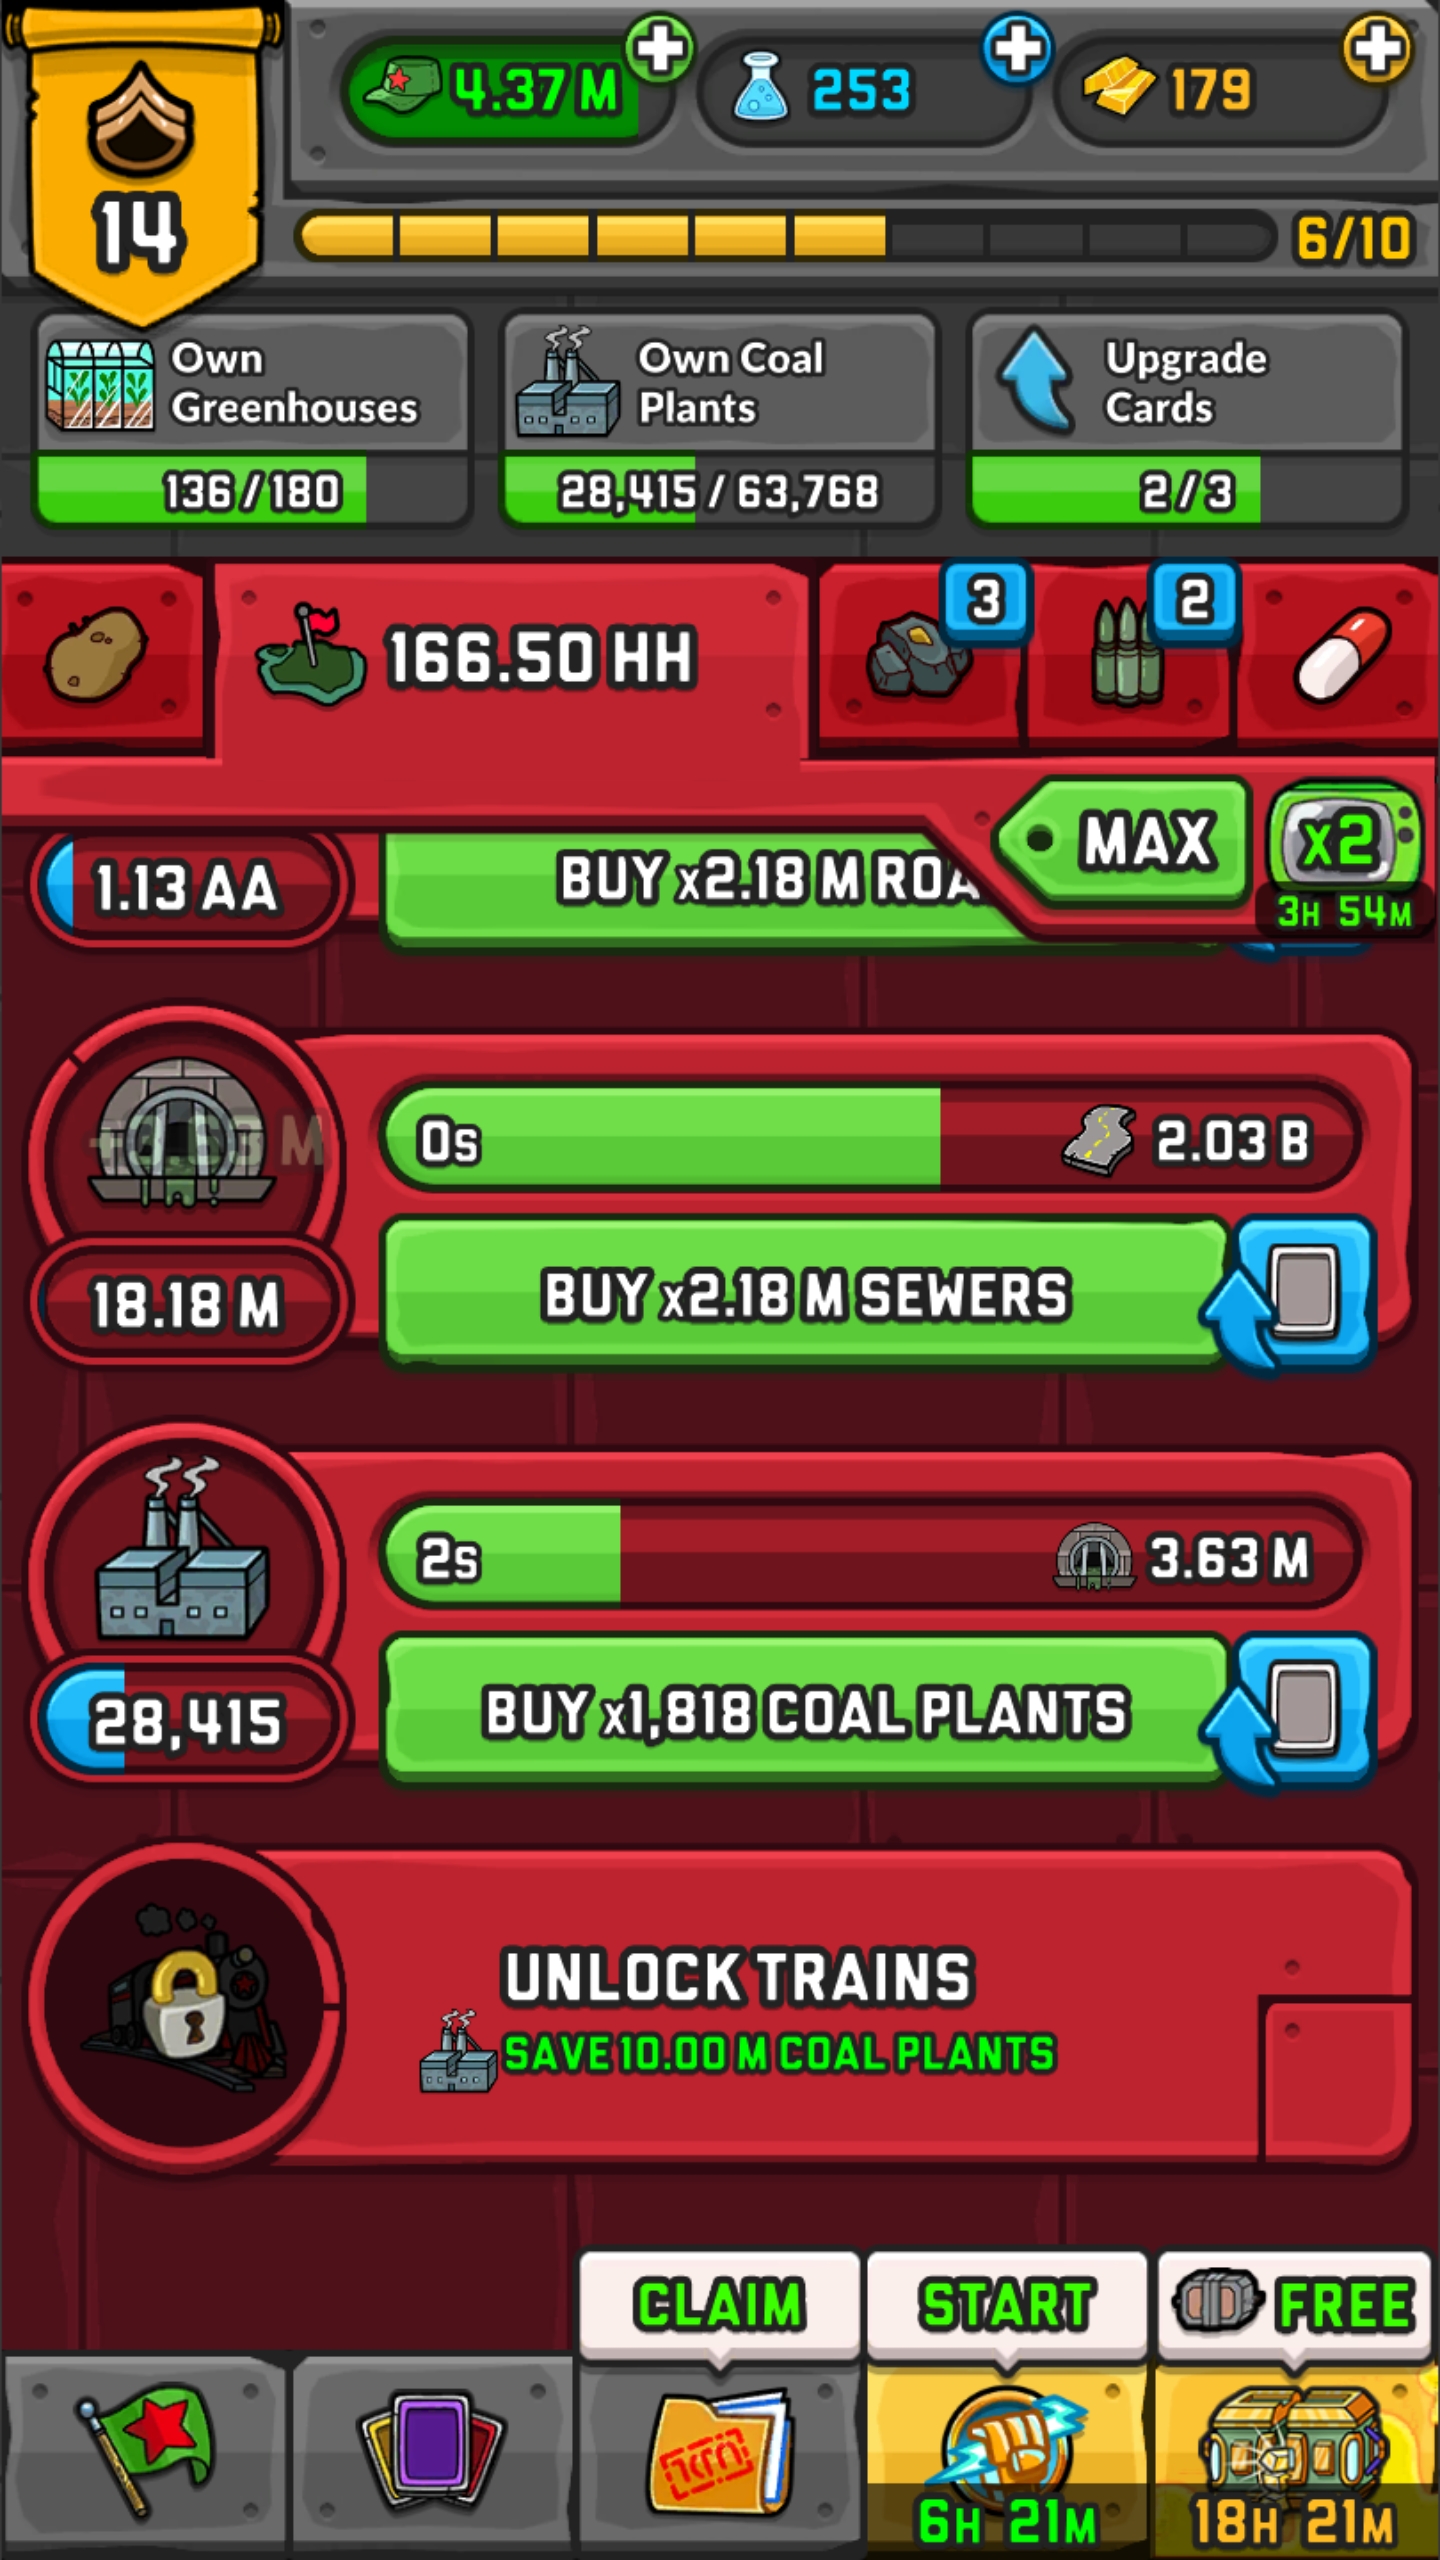 4.37 M
253
179
14
6/10
Own
Greenhouses
136 / 180
Own Coal
Plants
28,415 / 63,768
Upgrade
Cards
2 / 3
166.50 HH
3
2
MAX
x2
3H 54M
1.13 AA
BUY x2.18 M
0s
2.03 B
18.18 M
BUY x2.18 M SEWERS
2s
3.63 M
28,415
BUY x1,818 COAL PLANTS
UNLOCK TRAINS
SAVE 10.00 M COAL PLANTS
CLAIM
START
FREE
6H 21M
18H 21M